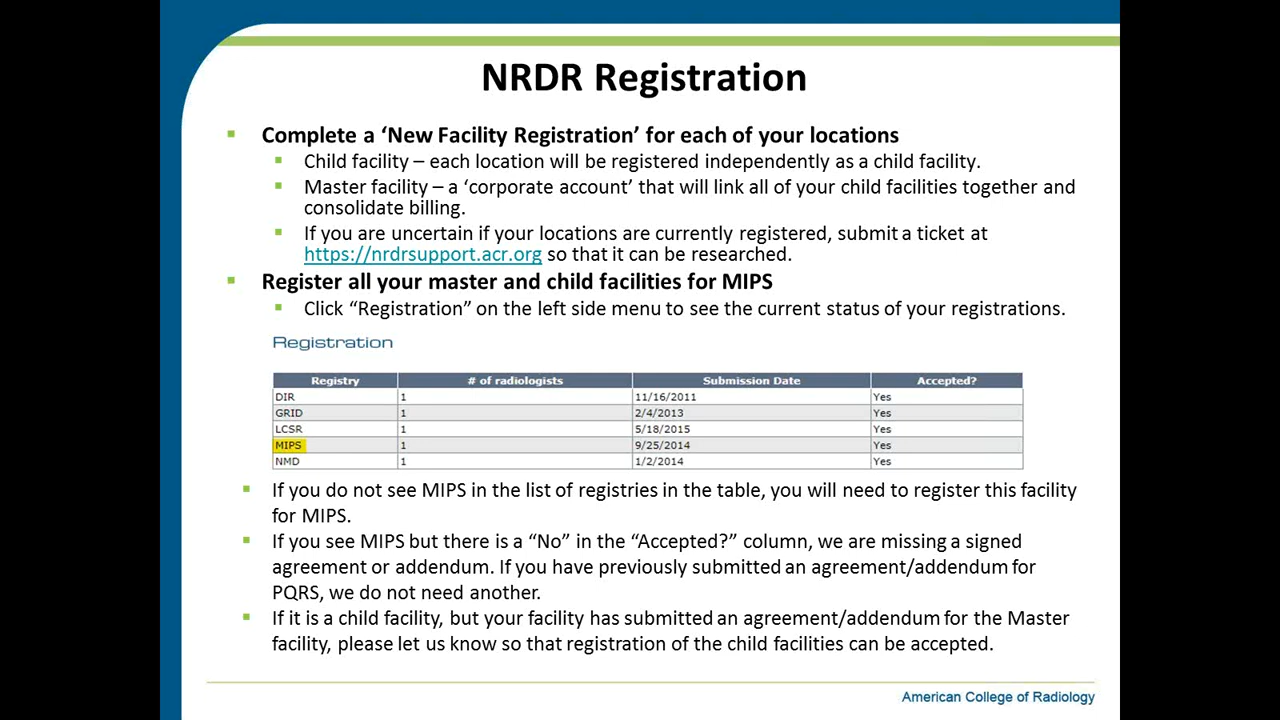 NRDR Registration
Complete a ‘New Facility Registration’ for each of your locations
Child facility – each location will be registered independently as a child facility.
Master facility – a ‘corporate account’ that will link all of your child facilities together and
consolidate billing.
If you are uncertain if your locations are currently registered, submit a ticket at
https://nrdrsupport.acr.org so that it can be researched.
Register all your master and child facilities for MIPS
Click “Registration” on the left side menu to see the current status of your registrations.
Registration
Registry # of radiologists Submission Date Accepted?
DIR 1 11/16/2011 Yes
GRID 1 2/4/2013 Yes
LCSR 1 5/18/2015 Yes
MIPS 1 9/25/2014 Yes
NMD 1 1/2/2014 Yes
If you do not see MIPS in the list of registries in the table, you will need to register this facility
for MIPS.
If you see MIPS but there is a “No” in the “Accepted?” column, we are missing a signed
agreement or addendum. If you have previously submitted an agreement/addendum for
PQRS, we do not need another.
If it is a child facility, but your facility has submitted an agreement/addendum for the Master
facility, please let us know so that registration of the child facilities can be accepted.
American College of Radiology